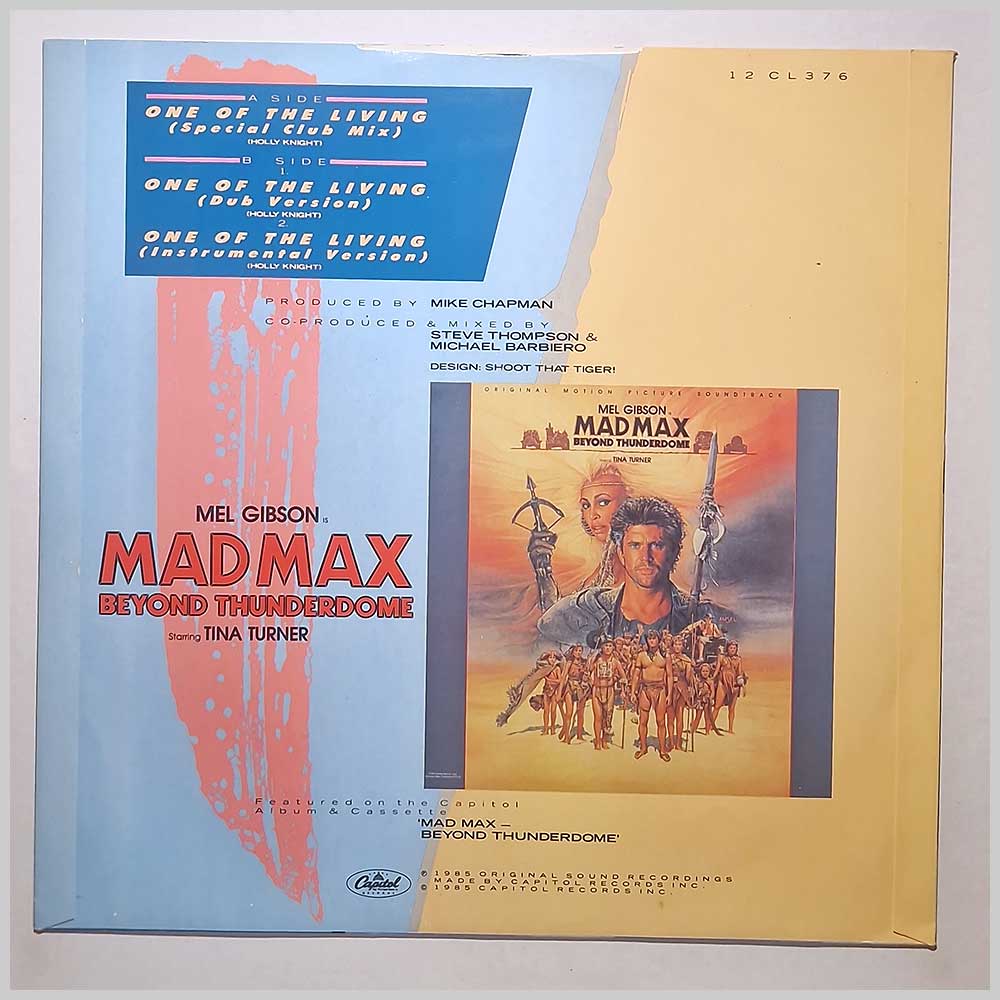 12 CL376
A SIDE
ONE OF THE LIVING
(Special Club Mix)
(HOLLY KNIGHT)
B SIDE
1.
ONE OF THE LIVING
(Dub Version)
(HOLLY KNIGHT)
2.
ONE OF THE LIVING
(Instrumental Version)
(HOLLY KNIGHT)
PRODUCED BY MIKE CHAPMAN
CO-PRODUCED & MIXED BY
STEVE THOMPSON &
MICHAEL BARBIERO
DESIGN: SHOOT THAT TIGER!
ORIGINAL MOTION PICTURE SOUNDTRACK
MEL GIBSON IS
MAD MAX
BEYOND THUNDERDOME
TINA TURNER
AMSEL
MEL GIBSON IS
MAD MAX
BEYOND THUNDERDOME
Starring TINA TURNER
Featured on the Capitol
Album & Cassette
'MAD MAX —
BEYOND THUNDERDOME'
Capitol
RECORDS
℗ 1985 ORIGINAL SOUND RECORDINGS
MADE BY CAPITOL RECORDS INC.
© 1985 CAPITOL RECORDS INC.